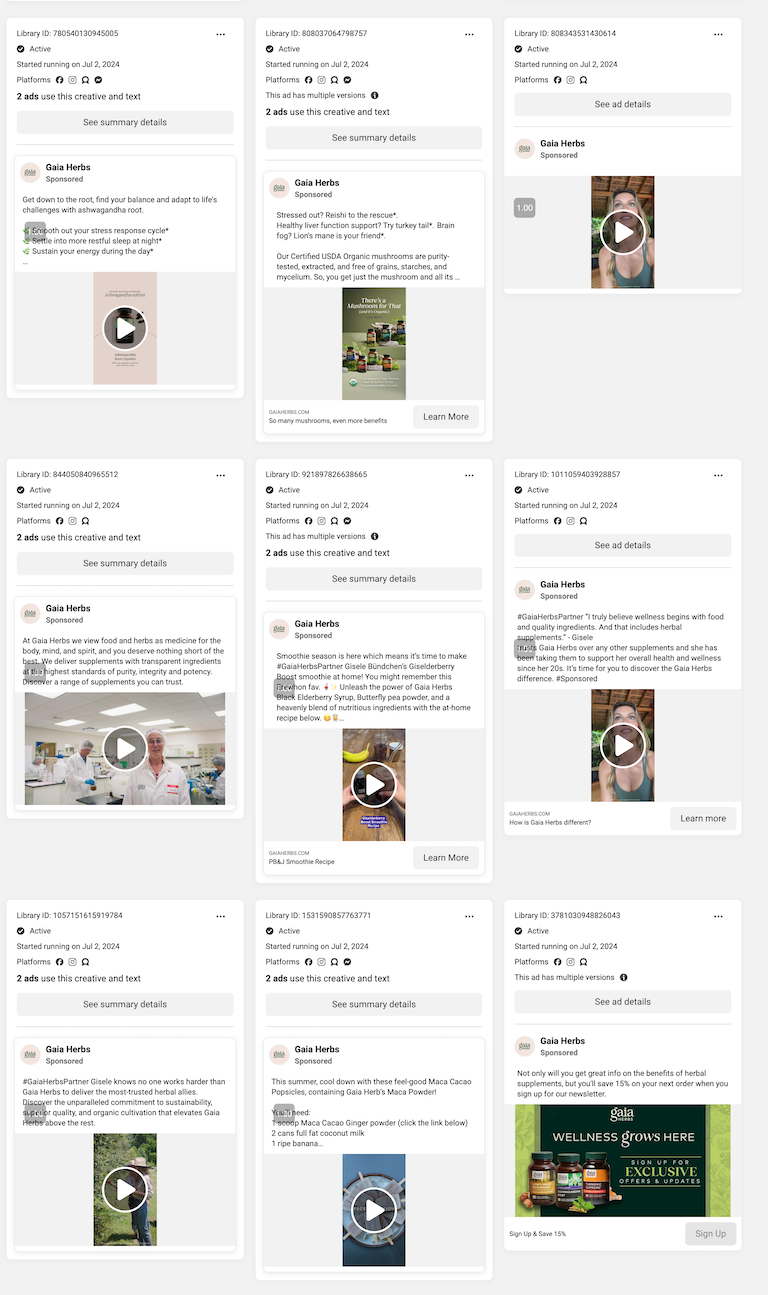 Library ID: 780540130945005
Active
Started running on Jul 2, 2024
Platforms
2 ads use this creative and text
See summary details
gaia
Gaia Herbs
Sponsored
Get down to the root, find your balance and adapt to life's
challenges with ashwagandha root.
Smooth out your stress response cycle*
Settle into more restful sleep at night*
Sustain your energy during the day*
...
Library ID: 808037064798757
Active
Started running on Jul 2, 2024
Platforms
This ad has multiple versions
2 ads use this creative and text
See summary details
gaia
Gaia Herbs
Sponsored
Stressed out? Reishi to the rescue*.
Healthy liver function support? Try turkey tail*. Brain
fog? Lion's mane is your friend*.
Our Certified USDA Organic mushrooms are purity-
tested, extracted, and free of grains, starches, and
mycelium. So, you get just the mushroom and all its ...
There's a
Mushroom for That
(and it's Organic)
GAIAHERBS.COM
So many mushrooms, even more benefits
Learn More
Library ID: 808343531430614
Active
Started running on Jul 2, 2024
Platforms
See ad details
gaia
Gaia Herbs
Sponsored
1.00
Library ID: 844050840965512
Active
Started running on Jul 2, 2024
Platforms
2 ads use this creative and text
See summary details
gaia
Gaia Herbs
Sponsored
At Gaia Herbs we view food and herbs as medicine for the
body, mind, and spirit, and you deserve nothing short of the
best. We deliver supplements with transparent ingredients
at the highest standards of purity, integrity and potency.
Discover a range of supplements you can trust.
Library ID: 921897826638665
Active
Started running on Jul 2, 2024
Platforms
This ad has multiple versions
2 ads use this creative and text
See summary details
gaia
Gaia Herbs
Sponsored
Smoothie season is here which means it's time to make
#GaiaHerbsPartner Gisele Bündchen's Giselderberry
Boost smoothie at home! You might remember this
fav. 🍹✨ Unleash the power of Gaia Herbs
Black Elderberry Syrup, Butterfly pea powder, and a
heavenly blend of nutritious ingredients with the at-home
recipe below. 😋🍹...
Giselderberry
Boost Smoothie
Recipe
GAIAHERBS.COM
PB&J Smoothie Recipe
Learn More
Library ID: 1011059403928857
Active
Started running on Jul 2, 2024
Platforms
See ad details
gaia
Gaia Herbs
Sponsored
#GaiaHerbsPartner "I truly believe wellness begins with food
and quality ingredients. And that includes herbal
supplements." - Gisele
trusts Gaia Herbs over any other supplements and she has
been taking them to support her overall health and wellness
since her 20s. It's time for you to discover the Gaia Herbs
difference. #Sponsored
GAIAHERBS.COM
How is Gaia Herbs different?
Learn more
Library ID: 1057151615919784
Active
Started running on Jul 2, 2024
Platforms
2 ads use this creative and text
See summary details
gaia
Gaia Herbs
Sponsored
#GaiaHerbsPartner Gisele knows no one works harder than
Gaia Herbs to deliver the most-trusted herbal allies.
Discover the unparalleled commitment to sustainability,
superior quality, and organic cultivation that elevates Gaia
Herbs above the rest.
Library ID: 1531590857763771
Active
Started running on Jul 2, 2024
Platforms
2 ads use this creative and text
See summary details
gaia
Gaia Herbs
Sponsored
This summer, cool down with these feel-good Maca Cacao
Popsicles, containing Gaia Herb's Maca Powder!
You'll need:
1 scoop Maca Cacao Ginger powder (click the link below)
2 cans full fat coconut milk
1 ripe banana...
Library ID: 3781030948826043
Active
Started running on Jul 2, 2024
Platforms
This ad has multiple versions
See ad details
gaia
Gaia Herbs
Sponsored
Not only will you get great info on the benefits of herbal
supplements, but you'll save 15% on your next order when you
sign up for our newsletter.
gaia
HERBS
WELLNESS grows HERE
SIGN UP FOR
EXCLUSIVE
OFFERS & UPDATES
Sign Up & Save 15%
Sign Up